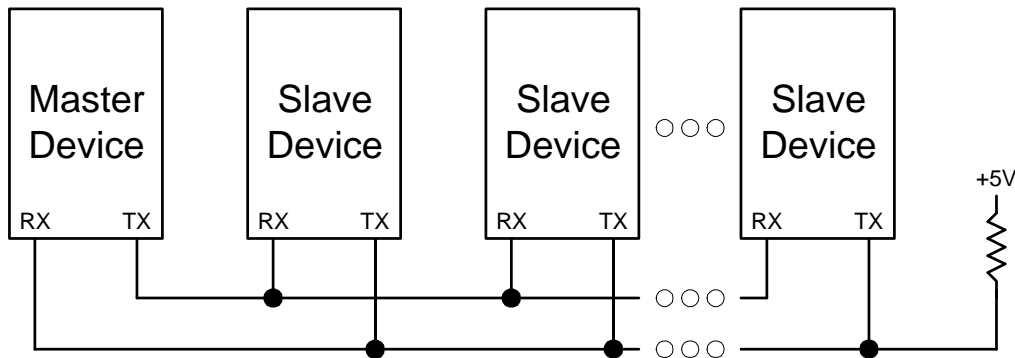 Master
Device
RX TX
Slave
Device
RX TX
Slave
Device
RX TX
Slave
Device
RX TX
+5V